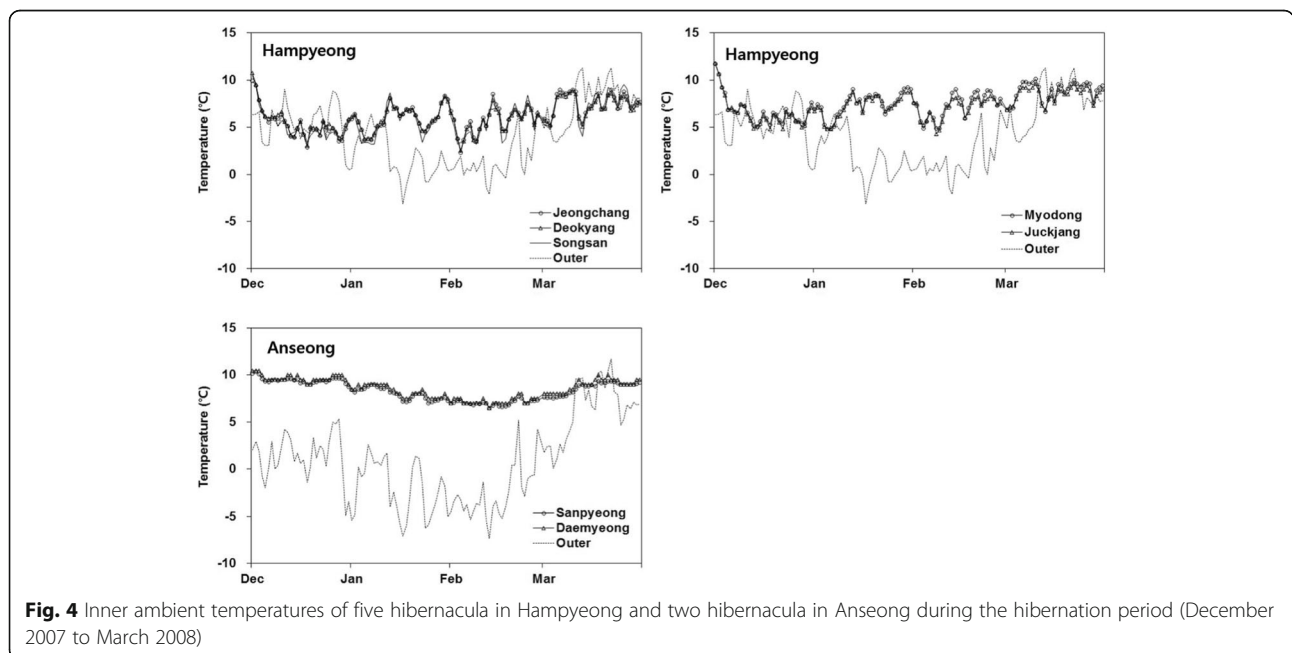 15
10
5
0
-5
-10
Temperature (°C)
Hampyeong
Jeongchang
Deokyang
Songsan
Outer
Dec Jan Feb Mar
15
10
5
0
-5
-10
Temperature (°C)
Hampyeong
Myodong
Juckjang
Outer
Dec Jan Feb Mar
15
10
5
0
-5
-10
Temperature (°C)
Anseong
Sanpyeong
Daemyeong
Outer
Dec Jan Feb Mar
Fig. 4 Inner ambient temperatures of five hibernacula in Hampyeong and two hibernacula in Anseong during the hibernation period (December
2007 to March 2008)